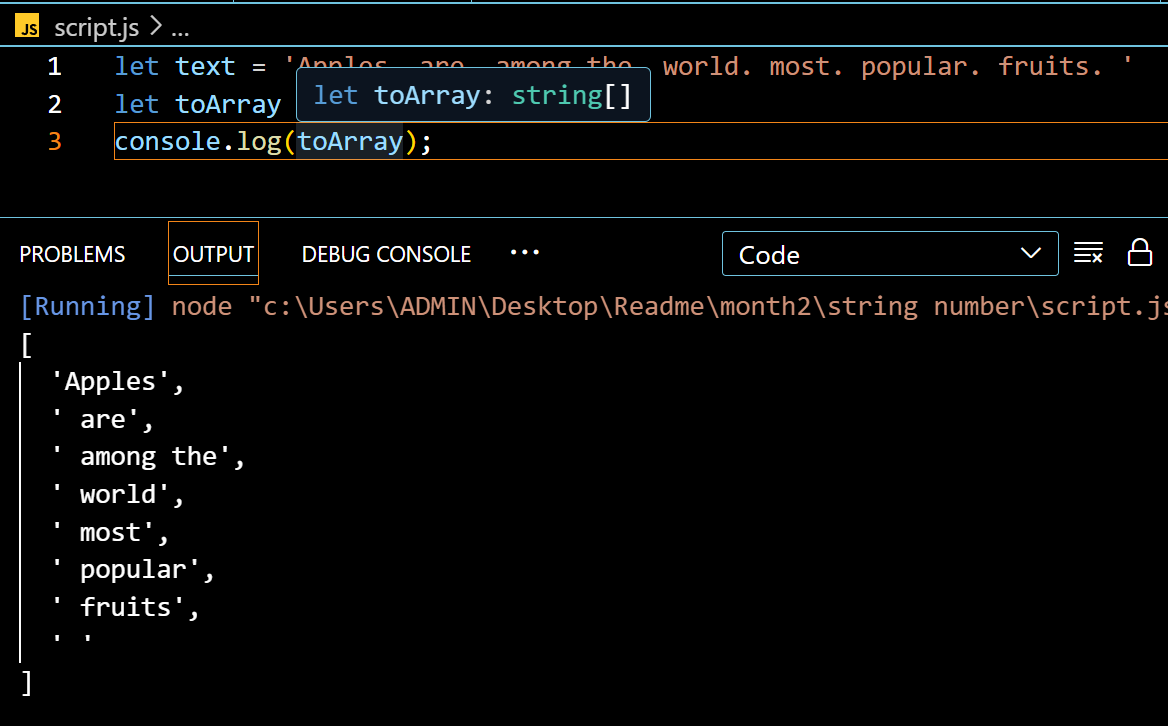 JS script.js > ...
1 let text = 'Apples. are. among the. world. most. popular. fruits. '
let toArray: string[]
2 let toArray
3 console.log(toArray);
PROBLEMS OUTPUT DEBUG CONSOLE ··· Code
[Running] node "c:\Users\ADMIN\Desktop\Readme\month2\string number\script.js
[
'Apples',
' are',
' among the',
' world',
' most',
' popular',
' fruits',
' '
]